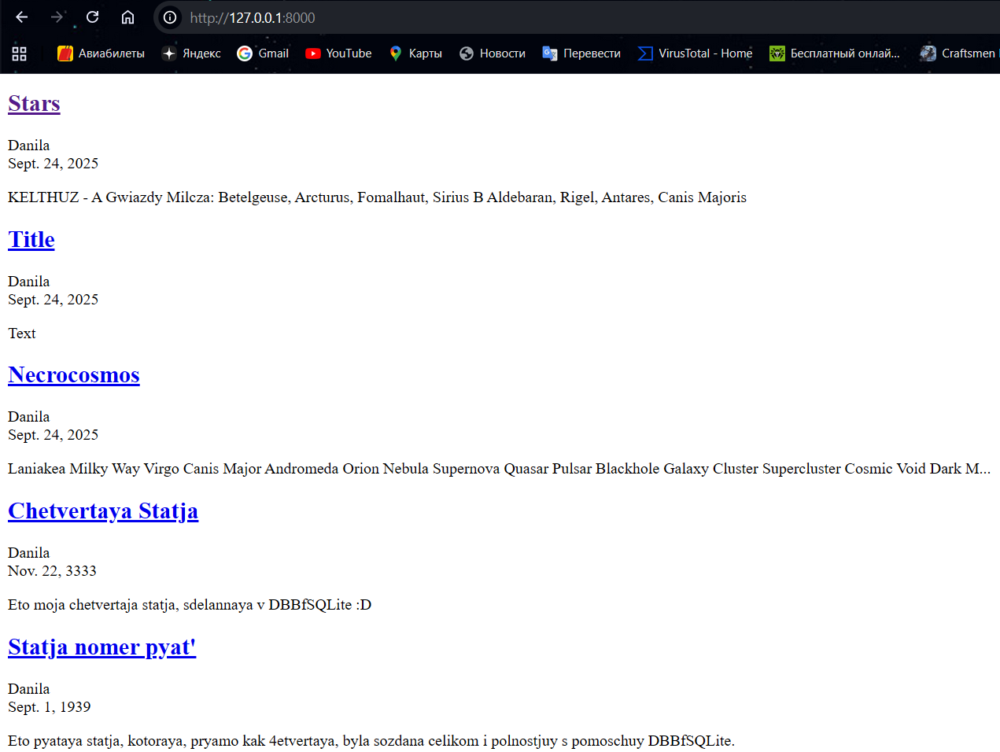 http://127.0.0.1:8000
Авиабилеты Яндекс Gmail YouTube Карты Новости Перевести VirusTotal - Home Бесплатный онлай... Craftsmen
Stars
Danila
Sept. 24, 2025
KELTHUZ - A Gwiazdy Milcza: Betelgeuse, Arcturus, Fomalhaut, Sirius B Aldebaran, Rigel, Antares, Canis Majoris
Title
Danila
Sept. 24, 2025
Text
Necrocosmos
Danila
Sept. 24, 2025
Laniakea Milky Way Virgo Canis Major Andromeda Orion Nebula Supernova Quasar Pulsar Blackhole Galaxy Cluster Supercluster Cosmic Void Dark M...
Chetvertaya Statja
Danila
Nov. 22, 3333
Eto moja chetvertaja statja, sdelannaya v DBBfSQLite :D
Statja nomer pyat'
Danila
Sept. 1, 1939
Eto pyataya statja, kotoraya, pryamo kak 4etvertaya, byla sozdana celikom i polnostjuy s pomoschuy DBBfSQLite.